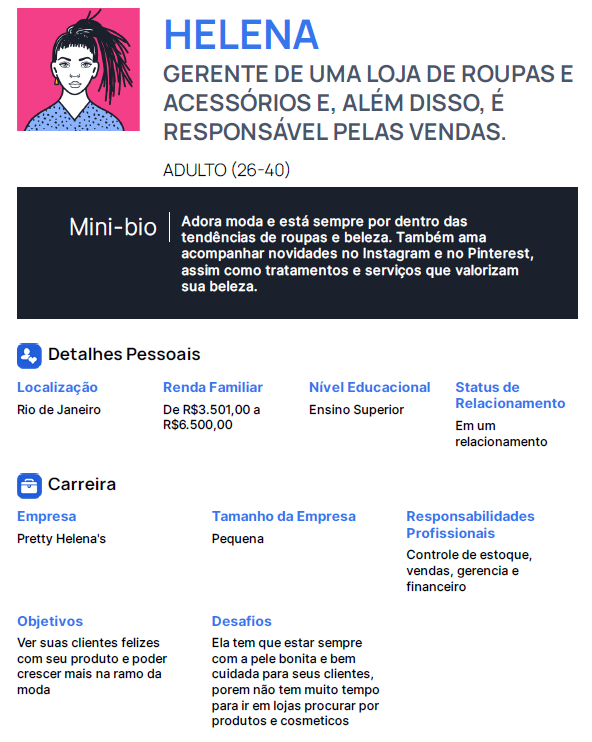 HELENA
GERENTE DE UMA LOJA DE ROUPAS E
ACESSÓRIOS E, ALÉM DISSO, É
RESPONSÁVEL PELAS VENDAS.
ADULTO (26-40)
Mini-bio
Adora moda e está sempre por dentro das
tendências de roupas e beleza. Também ama
acompanhar novidades no Instagram e no Pinterest,
assim como tratamentos e serviços que valorizam
sua beleza.
Detalhes Pessoais
Localização
Rio de Janeiro
Renda Familiar
De R$3.501,00 a
R$6.500,00
Nível Educacional
Ensino Superior
Status de
Relacionamento
Em um
relacionamento
Carreira
Empresa
Pretty Helena's
Tamanho da Empresa
Pequena
Responsabilidades
Profissionais
Controle de estoque,
vendas, gerencia e
financeiro
Objetivos
Ver suas clientes felizes
com seu produto e poder
crescer mais na ramo da
moda
Desafios
Ela tem que estar sempre
com a pele bonita e bem
cuidada para seus clientes,
porem não tem muito tempo
para ir em lojas procurar por
produtos e cosmeticos